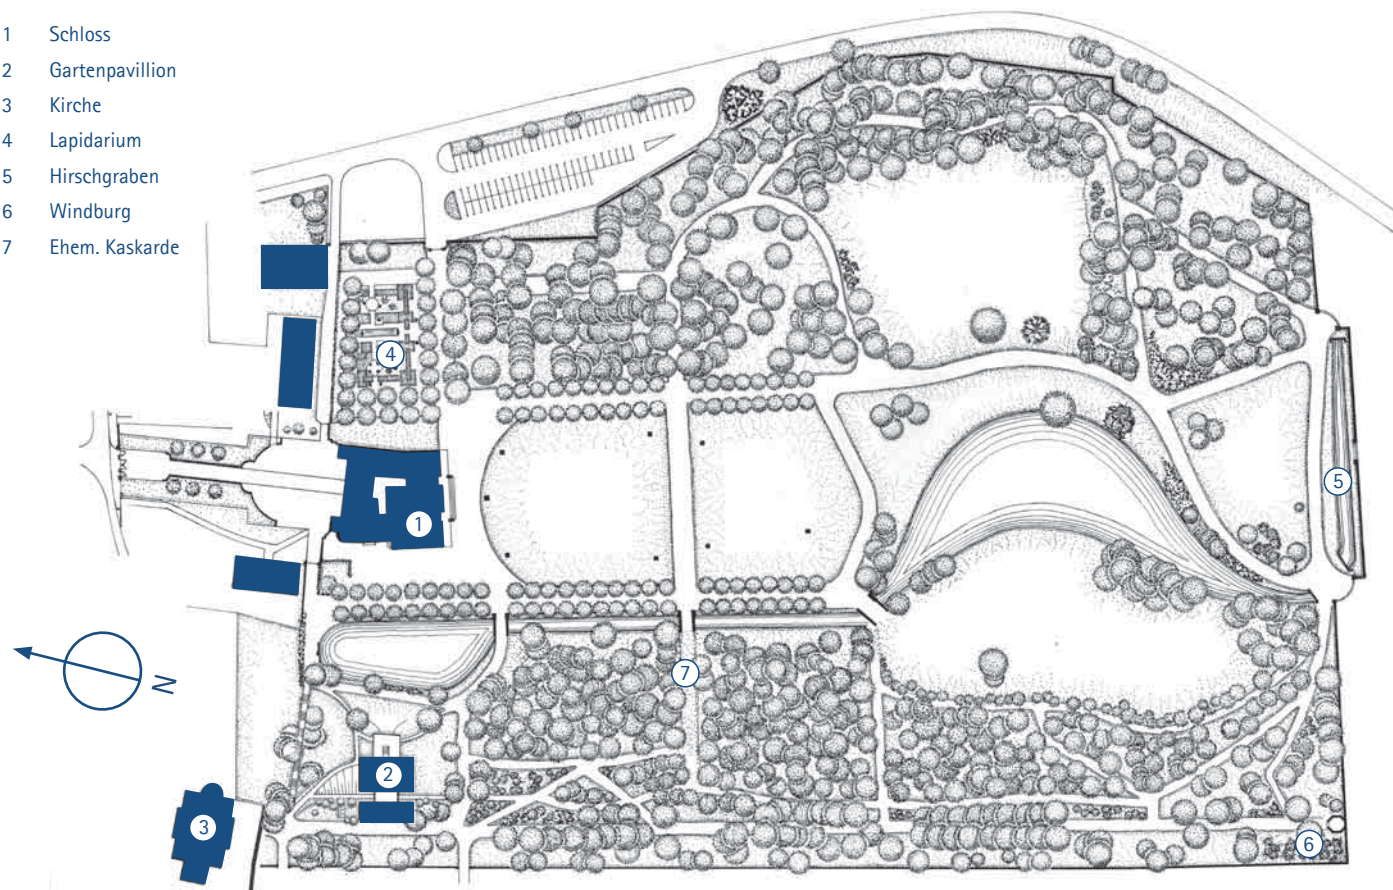 1 Schloss
2 Gartenpavillion
3 Kirche
4 Lapidarium
5 Hirschgraben
6 Windburg
7 Ehem. Kaskarde
4
5
1
7
N
2
3
6